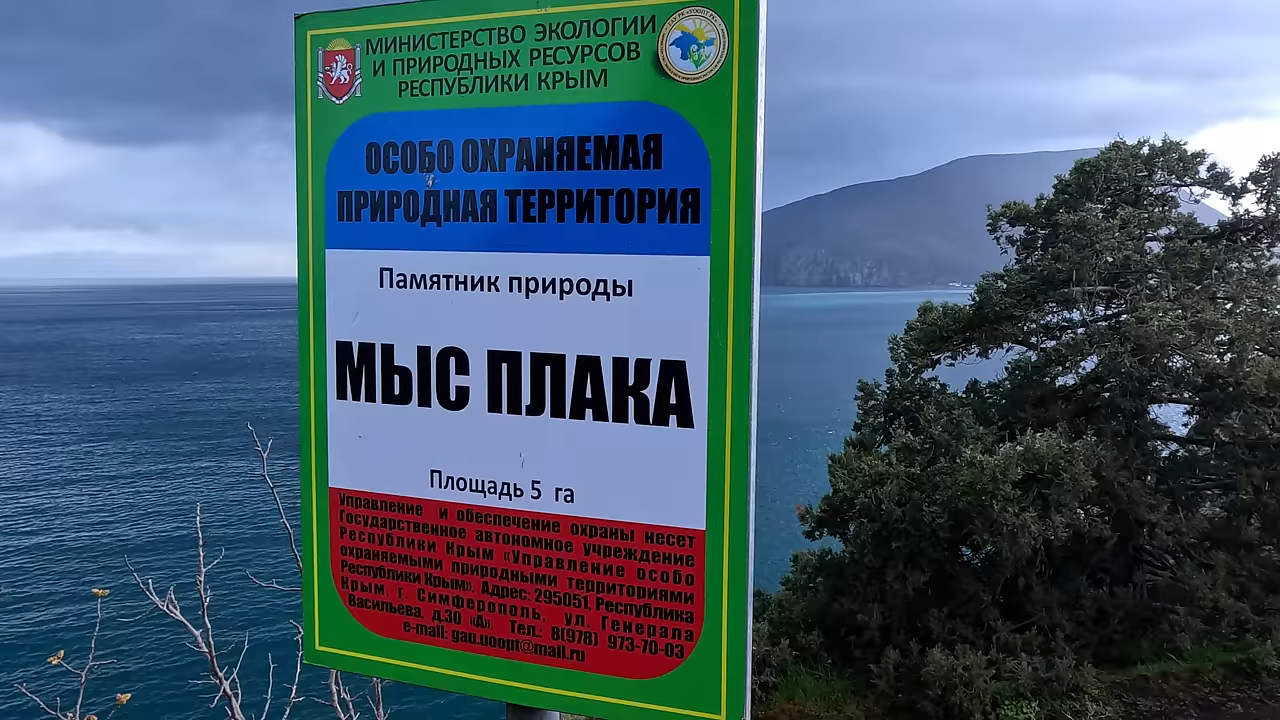 МИНИСТЕРСТВО ЭКОЛОГИИ
И ПРИРОДНЫХ РЕСУРСОВ
РЕСПУБЛИКИ КРЫМ
ОСОБО ОХРАНЯЕМАЯ
ПРИРОДНАЯ ТЕРРИТОРИЯ
Памятник природы
МЫС ПЛАКА
Площадь 5 га
Управление и обеспечение охраны несет
Государственное автономное учреждение
Республики Крым «Управление особо
охраняемыми природными территориями
Республики Крым». Адрес: 295051, Республика
Крым, г. Симферополь, ул. Генерала
Васильева, д.30 «А». Тел.: 8(978) 973-70-03
e-mail: gau.uoopt@mail.ru